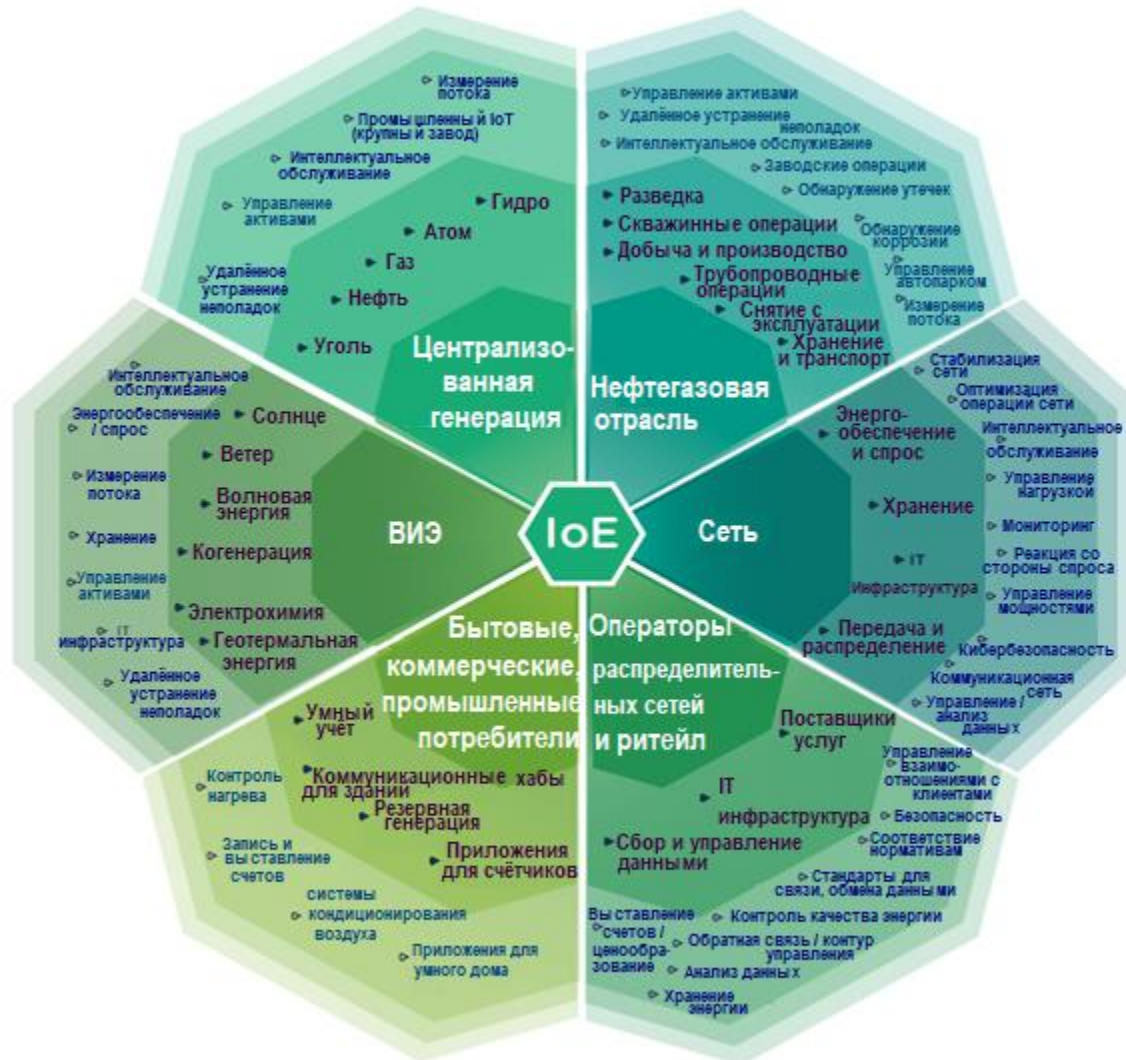 Измерение
потока
Промышленный IoT
(крупный завод)
Интеллектуальное
обслуживание
Управление
активами
Удалённое
устранение
неполадок
Гидро
Атом
Газ
Нефть
Уголь
Централизо-
ванная
генерация
Управление активами
Удалённое устранение
неполадок
Интеллектуальное обслуживание
Заводские операции
Обнаружение утечек
Обнаружение
коррозии
Управление
автопарком
Измерение
потока
Разведка
Скважинные операции
Добыча и производство
Трубопроводные
операции
Снятие с
эксплуатации
Хранение
и транспорт
Нефтегазовая
отрасль
Интеллектуальное
обслуживание
Энергообеспечение
/ спрос
Измерение
потока
Хранение
Управление
активами
IT
инфраструктура
Удалённое
устранение
неполадок
Солнце
Ветер
Волновая
энергия
Когенерация
Электрохимия
Геотермальная
энергия
ВИЭ
IoE
Сеть
Энерго-
обеспечение
и спрос
Хранение
IT
Инфраструктура
Передача и
распределение
Стабилизация
сети
Оптимизация
операции сети
Интеллектуальное
обслуживание
Управление
нагрузкой
Мониторинг
Реакция со
стороны спроса
Управление
мощностями
Кибербезопасность
Коммуникационная
сеть
Управление /
анализ
данных
Бытовые,
коммерческие,
промышленные
потребители
Умный
учёт
Коммуникационные хабы
для зданий
Резервная
генерация
Приложения
для счётчиков
Контроль
нагрева
Запись и
выставление
счетов
системы
кондиционирования
воздуха
Приложения для
умного дома
Операторы
распределитель-
ных сетей
и ритейл
Поставщики
услуг
IT
инфраструктура
Сбор и управление
данными
Управление
взаимо-
отношениями с
клиентами
Безопасность
Соответствие
нормативам
Стандарты для
связи, обмена данными
Контроль качества энергии
Выставление
счетов /
ценообра-
зование
Обратная связь / контур
управления
Анализ данных
Хранение
энергии